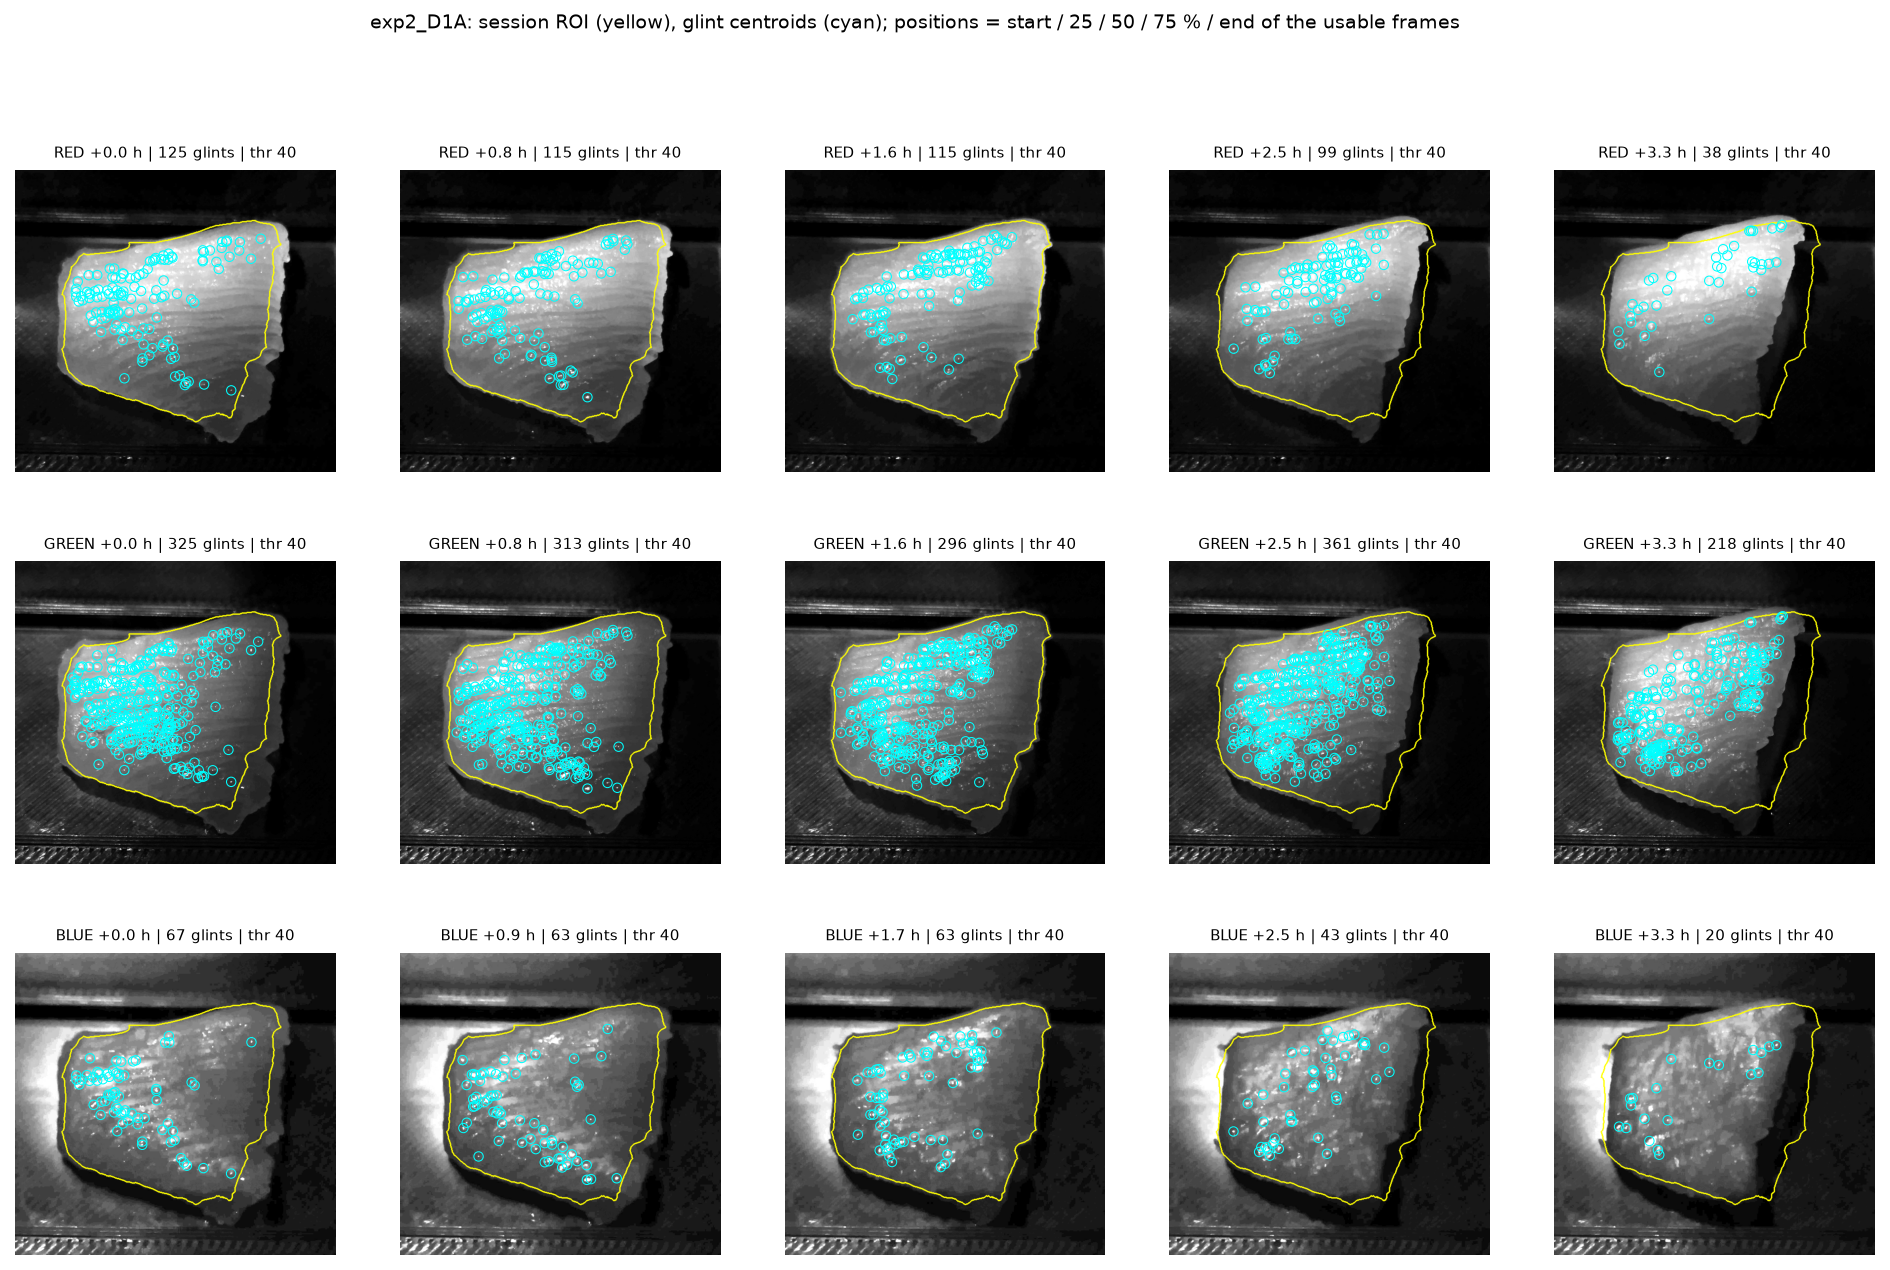 exp2_D1A: session ROI (yellow), glint centroids (cyan); positions = start / 25 / 50 / 75 % / end of the usable frames
RED +0.0 h | 125 glints | thr 40
RED +0.8 h | 115 glints | thr 40
RED +1.6 h | 115 glints | thr 40
RED +2.5 h | 99 glints | thr 40
RED +3.3 h | 38 glints | thr 40
GREEN +0.0 h | 325 glints | thr 40
GREEN +0.8 h | 313 glints | thr 40
GREEN +1.6 h | 296 glints | thr 40
GREEN +2.5 h | 361 glints | thr 40
GREEN +3.3 h | 218 glints | thr 40
BLUE +0.0 h | 67 glints | thr 40
BLUE +0.9 h | 63 glints | thr 40
BLUE +1.7 h | 63 glints | thr 40
BLUE +2.5 h | 43 glints | thr 40
BLUE +3.3 h | 20 glints | thr 40